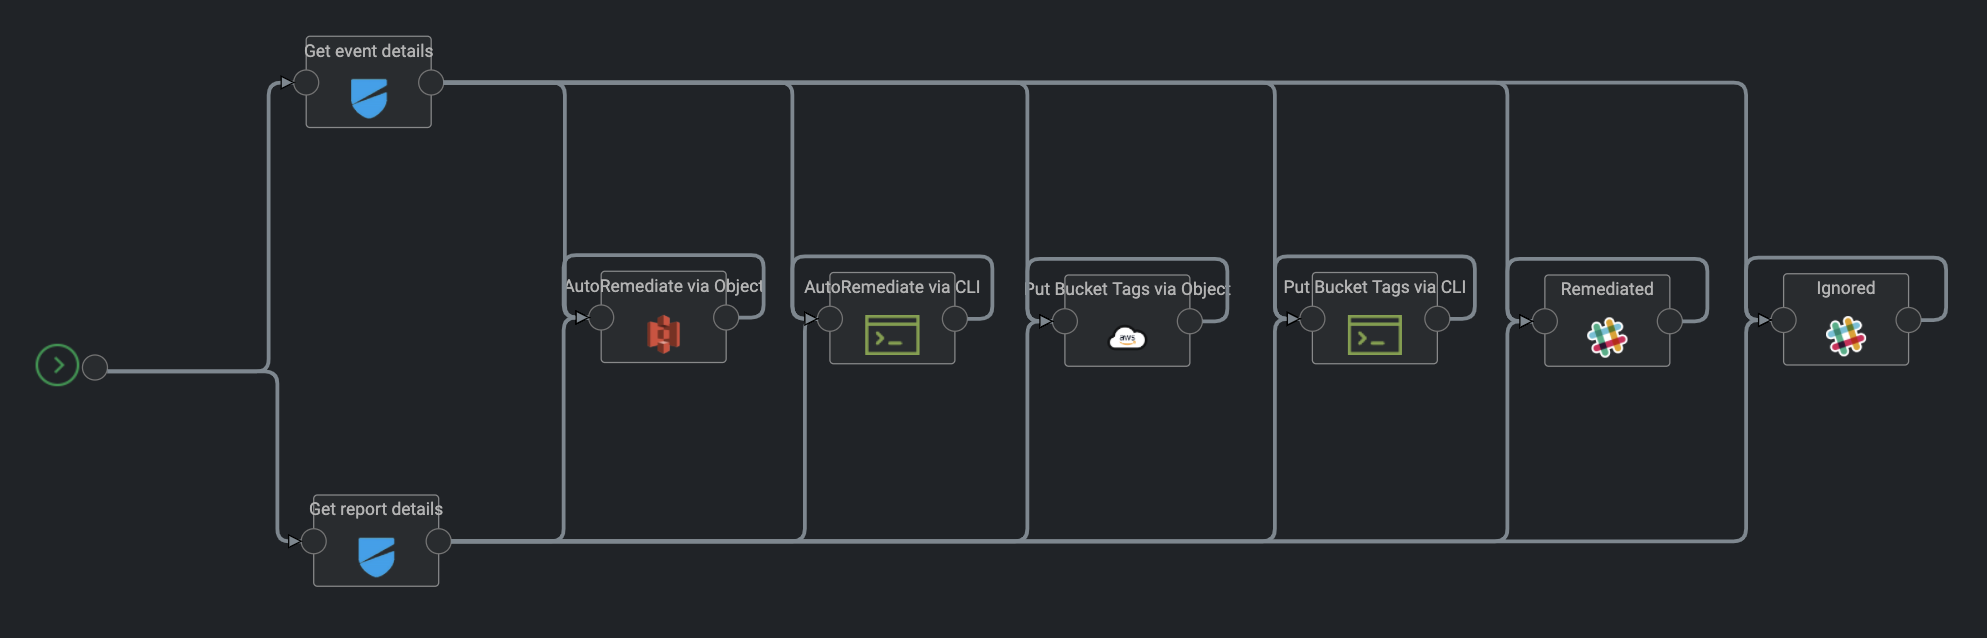 Get event details
AutoRemediate via Object
AutoRemediate via CLI
Put Bucket Tags via Object
Put Bucket Tags via CLI
Remediated
Ignored
aws
Get report details